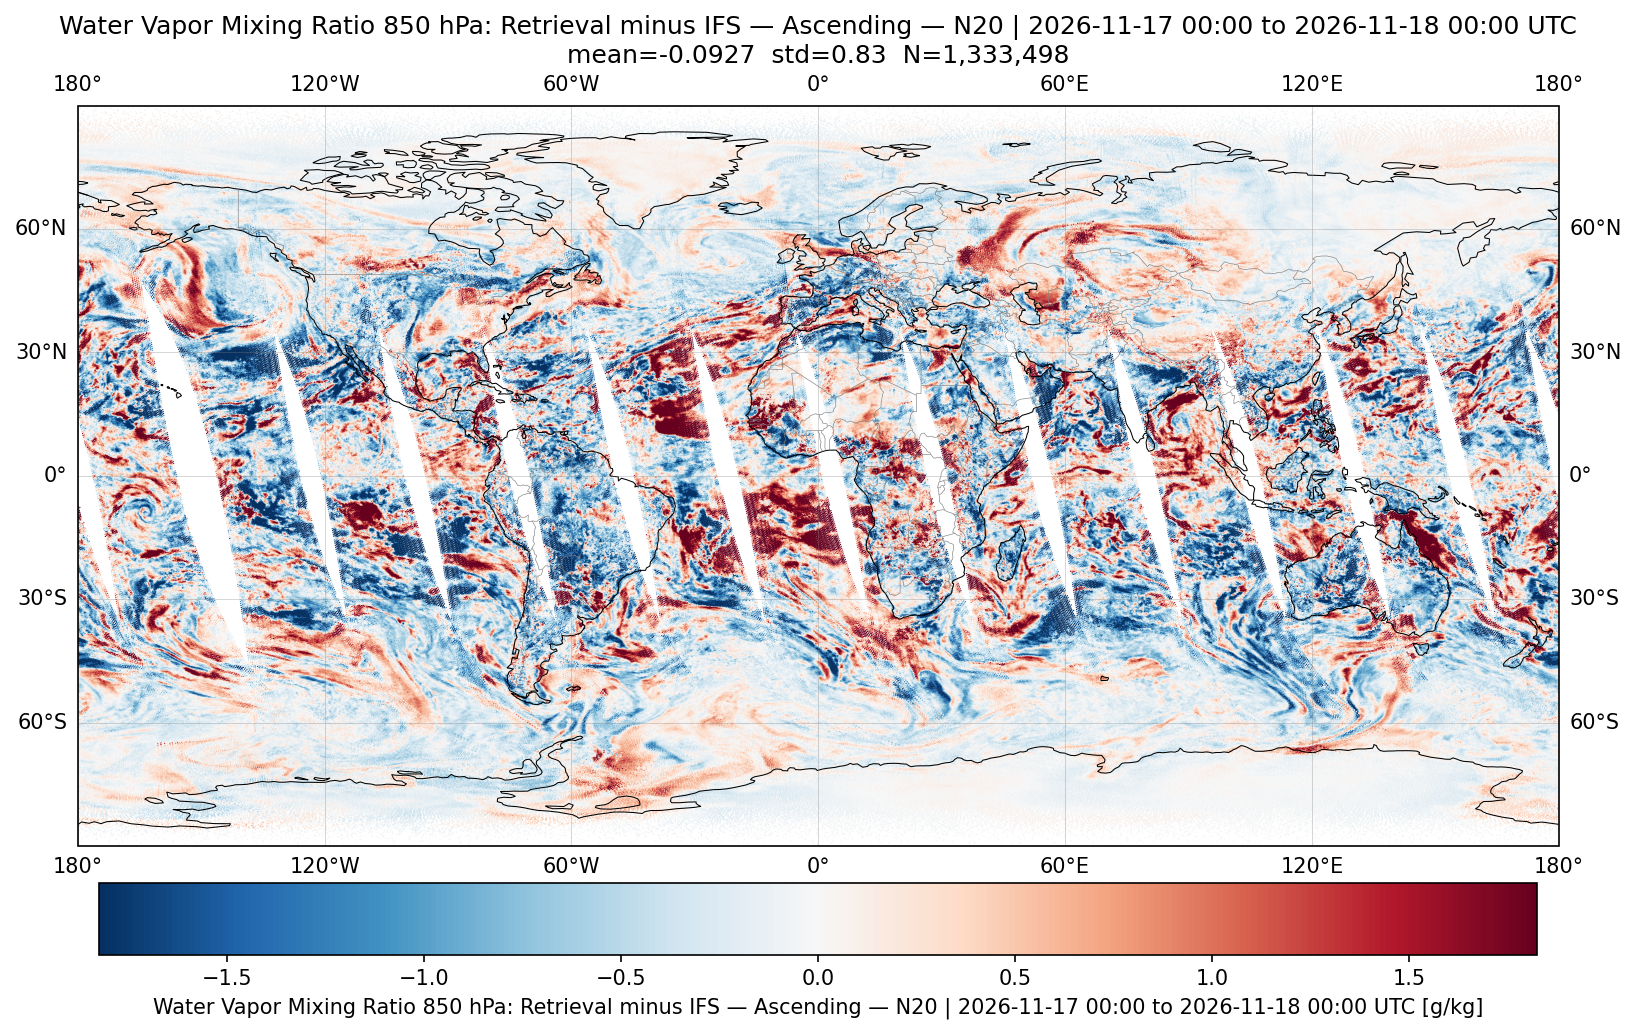 Water Vapor Mixing Ratio 850 hPa: Retrieval minus IFS — Ascending — N20 | 2026-11-17 00:00 to 2026-11-18 00:00 UTC
mean=-0.0927  std=0.83  N=1,333,498
180° 120°W 60°W 0° 60°E 120°E 180°
60°N 60°N
30°N 30°N
0° 0°
30°S 30°S
60°S 60°S
180° 120°W 60°W 0° 60°E 120°E 180°
−1.5 −1.0 −0.5 0.0 0.5 1.0 1.5
Water Vapor Mixing Ratio 850 hPa: Retrieval minus IFS — Ascending — N20 | 2026-11-17 00:00 to 2026-11-18 00:00 UTC [g/kg]